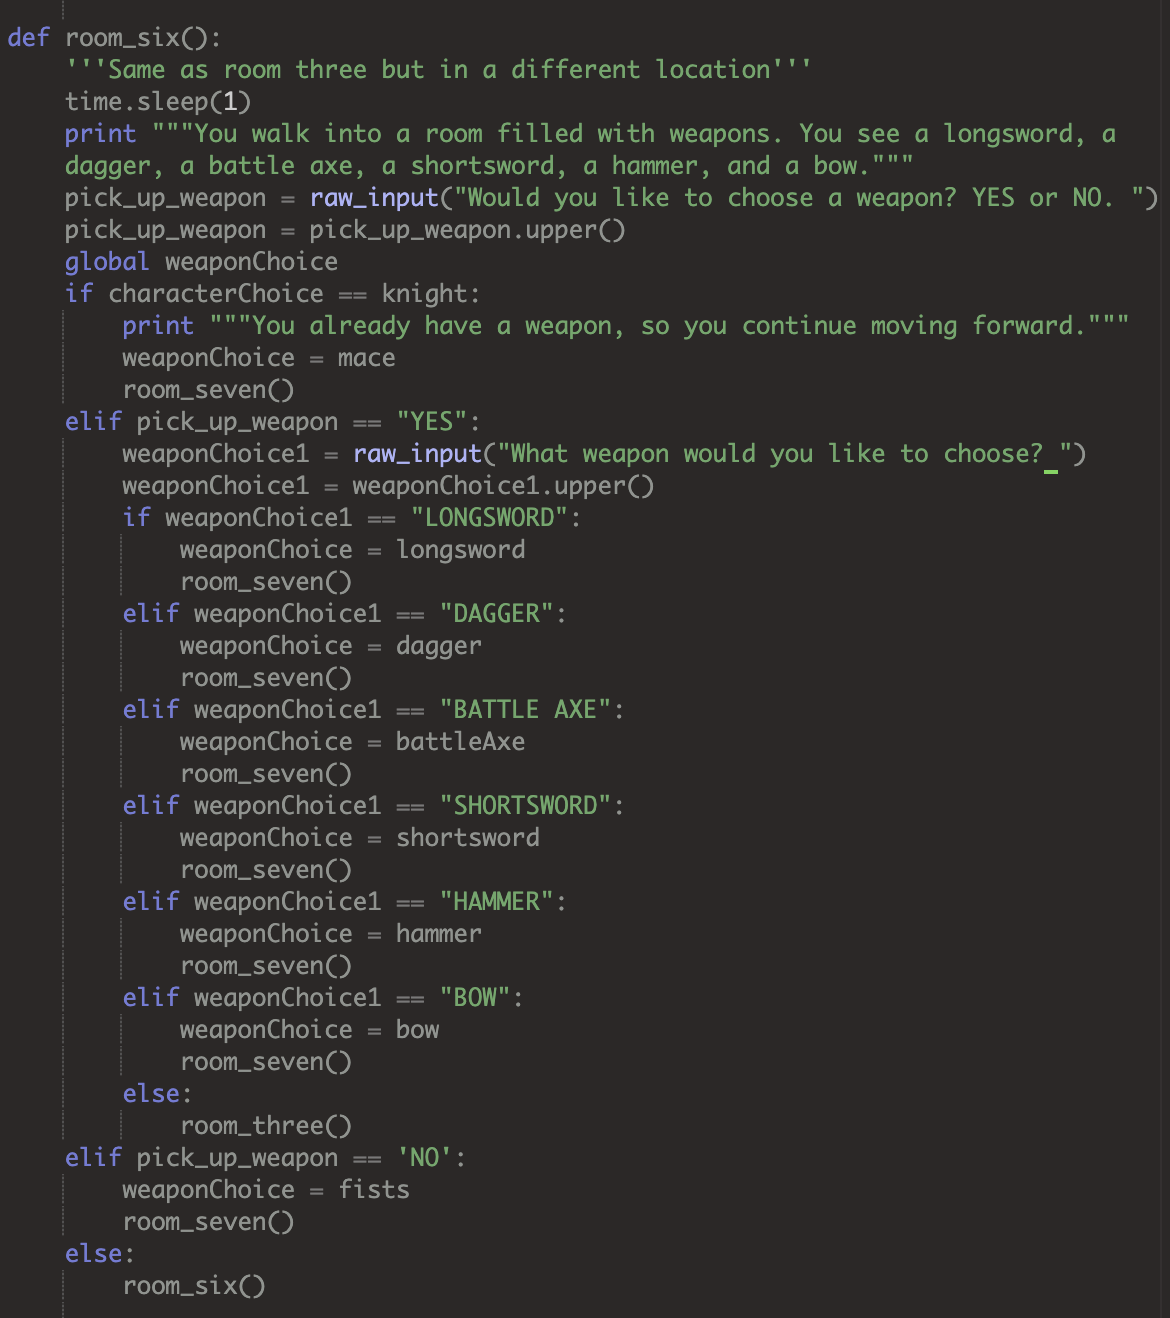 def room_six():
    '''Same as room three but in a different location'''
    time.sleep(1)
    print """You walk into a room filled with weapons. You see a longsword, a
    dagger, a battle axe, a shortsword, a hammer, and a bow."""
    pick_up_weapon = raw_input("Would you like to choose a weapon? YES or NO. ")
    pick_up_weapon = pick_up_weapon.upper()
    global weaponChoice
    if characterChoice == knight:
        print """You already have a weapon, so you continue moving forward."""
        weaponChoice = mace
        room_seven()
    elif pick_up_weapon == "YES":
        weaponChoice1 = raw_input("What weapon would you like to choose?_")
        weaponChoice1 = weaponChoice1.upper()
        if weaponChoice1 == "LONGSWORD":
            weaponChoice = longsword
            room_seven()
        elif weaponChoice1 == "DAGGER":
            weaponChoice = dagger
            room_seven()
        elif weaponChoice1 == "BATTLE AXE":
            weaponChoice = battleAxe
            room_seven()
        elif weaponChoice1 == "SHORTSWORD":
            weaponChoice = shortsword
            room_seven()
        elif weaponChoice1 == "HAMMER":
            weaponChoice = hammer
            room_seven()
        elif weaponChoice1 == "BOW":
            weaponChoice = bow
            room_seven()
        else:
            room_three()
    elif pick_up_weapon == 'NO':
        weaponChoice = fists
        room_seven()
    else:
        room_six()